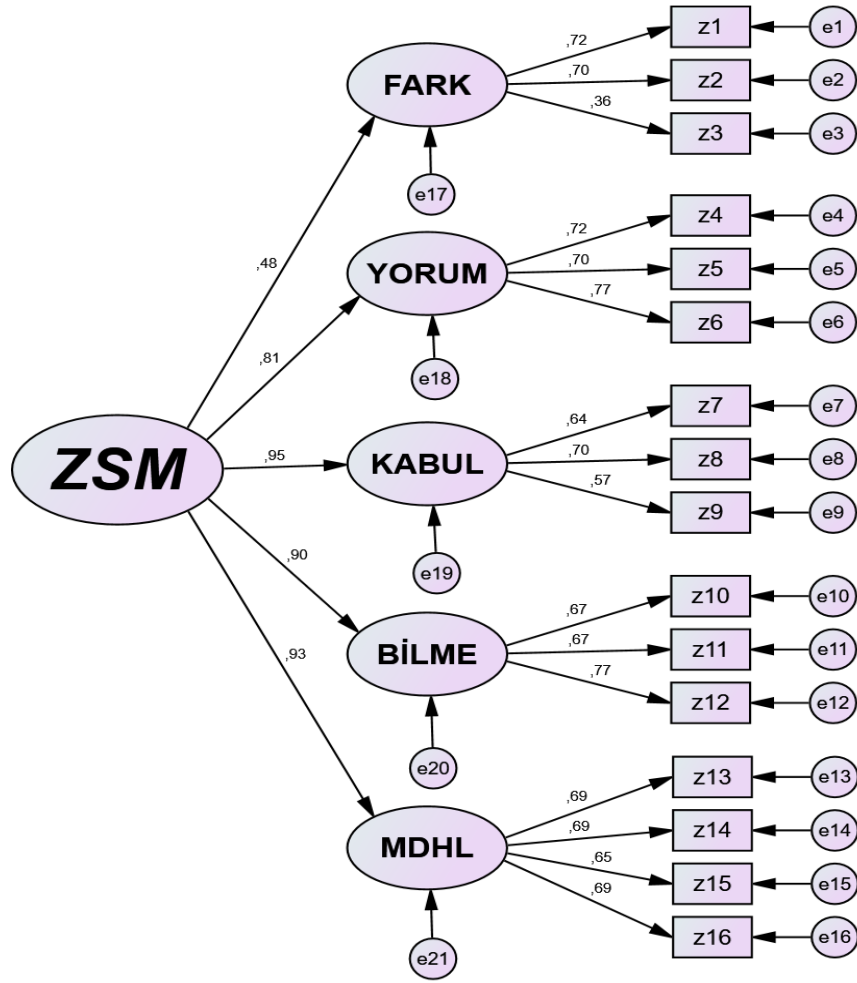 ,72
z1
e1
FARK
,70
z2
e2
,36
z3
e3
e17
,48
,72
z4
e4
YORUM
,70
z5
e5
,77
z6
e6
e18
,81
,64
z7
e7
ZSM
,95
KABUL
,70
z8
e8
,57
z9
e9
e19
,90
,67
z10
e10
BİLME
,67
z11
e11
,77
z12
e12
e20
,93
,69
z13
e13
MDHL
,69
z14
e14
,65
z15
e15
,69
z16
e16
e21